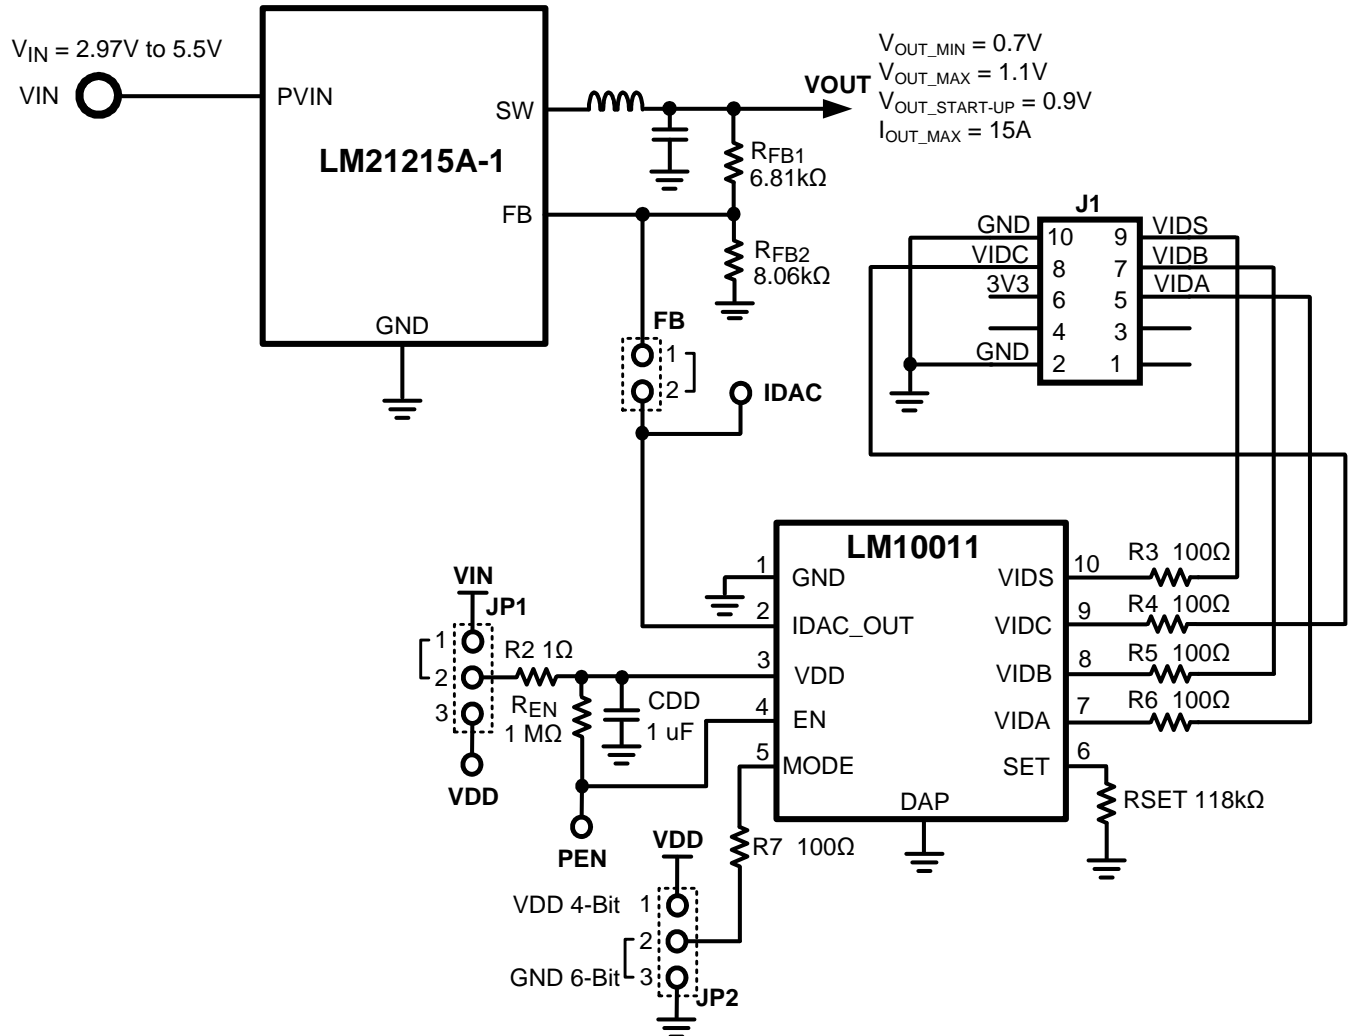 VIN = 2.97V to 5.5V
VIN
PVIN
SW
LM21215A-1
FB
GND
VOUT
VOUT_MIN = 0.7V
VOUT_MAX = 1.1V
VOUT_START-UP = 0.9V
IOUT_MAX = 15A
RFB1
6.81kΩ
RFB2
8.06kΩ
J1
GND 10 9 VIDS
VIDC 8 7 VIDB
3V3 6 5 VIDA
4 3
GND 2 1
FB
1
2
IDAC
LM10011
1 GND
2 IDAC_OUT
3 VDD
4 EN
5 MODE
DAP
VIDS 10 R3 100Ω
VIDC 9 R4 100Ω
VIDB 8 R5 100Ω
VIDA 7 R6 100Ω
SET 6
RSET 118kΩ
VIN
JP1
1
2
3
VDD
R2 1Ω
REN
1 MΩ
CDD
1 uF
PEN
R7 100Ω
VDD
VDD 4-Bit 1
2
GND 6-Bit 3
JP2